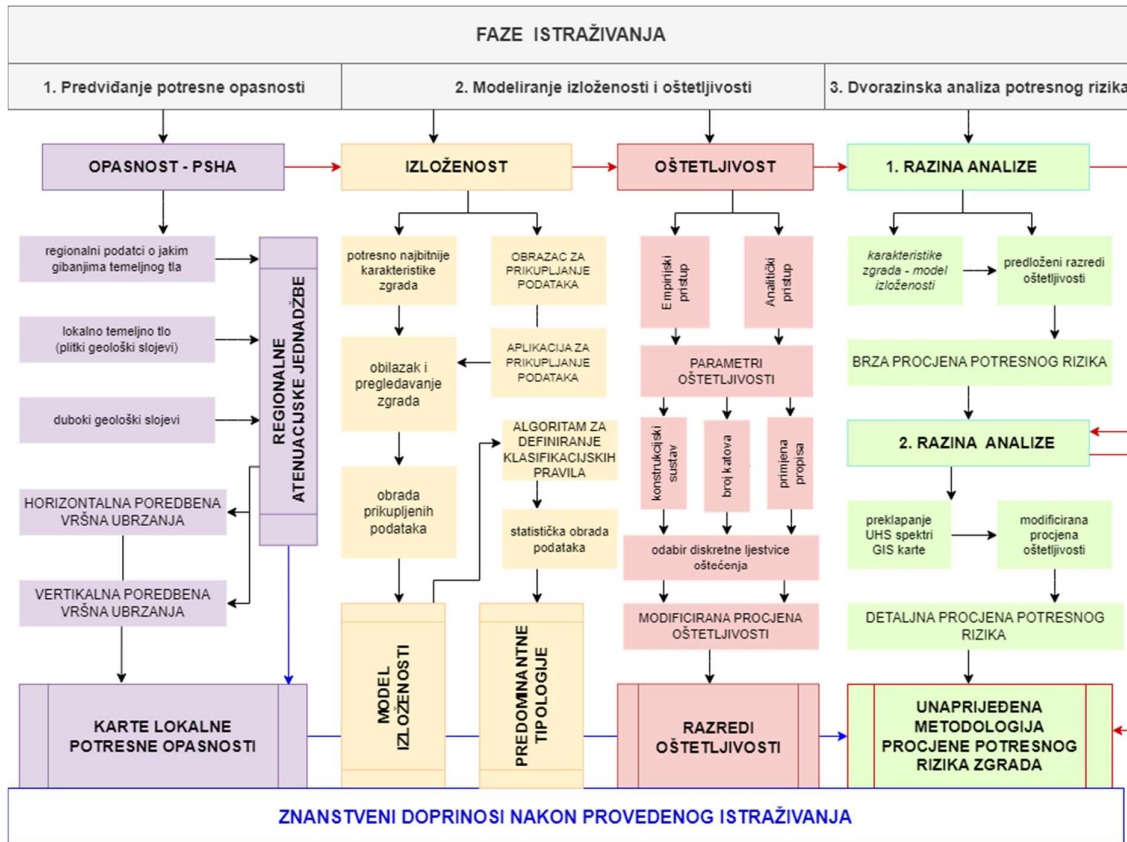 FAZE ISTRAŽIVANJA
1. Predviđanje potresne opasnosti
2. Modeliranje izloženosti i oštetljivosti
3. Dvorazinska analiza potresnog rizika
OPASNOST - PSHA
IZLOŽENOST
OŠTETLJIVOST
1. RAZINA ANALIZE
regionalni podatci o jakim
gibanjima temeljnog tla
lokalno temeljno tlo
(plitki geološki slojevi)
duboki geološki slojevi
REGIONALNE
ATENUACIJSKE JEDNADŽBE
HORIZONTALNA POREDBENA
VRŠNA UBRZANJA
VERTIKALNA POREDBENA
VRŠNA UBRZANJA
KARTE LOKALNE
POTRESNE OPASNOSTI
potresno najbitnije
karakteristike
zgrada
OBRAZAC ZA
PRIKUPLJANJE
PODATAKA
obilazak i
pregledavanje
zgrada
APLIKACIJA ZA
PRIKUPLJANJE
PODATAKA
obrada
prikupljenih
podataka
ALGORITAM ZA
DEFINIRANJE
KLASIFIKACIJSKIH
PRAVILA
statistička obrada
podataka
MODEL
IZLOŽENOSTI
PREDOMINANTNE
TIPOLOGIJE
Empirijski
pristup
Analitički
pristup
PARAMETRI
OŠTETLJIVOSTI
konstrukcijski
sustav
broj katova
primjena
propisa
odabir diskretne ljestvice
oštećenja
MODIFICIRANA PROCJENA
OŠTETLJIVOSTI
RAZREDI
OŠTETLJIVOSTI
karakteristike
zgrada - model
izloženosti
predloženi razredi
oštetljivosti
BRZA PROCJENA POTRESNOG RIZIKA
2. RAZINA ANALIZE
preklapanje
UHS spektri
GIS karte
modificirana
procjena
oštetljivosti
DETALJNA PROCJENA POTRESNOG
RIZIKA
UNAPRIJEĐENA
METODOLOGIJA
PROCJENE POTRESNOG
RIZIKA ZGRADA
ZNANSTVENI DOPRINOSI NAKON PROVEDENOG ISTRAŽIVANJA